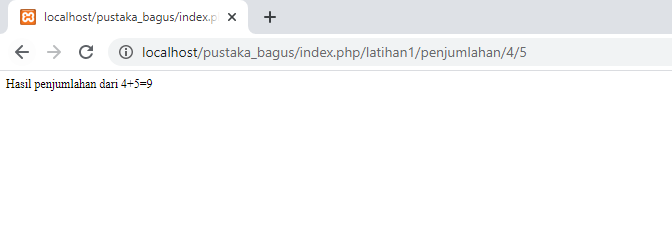 localhost/pustaka_bagus/index.p
localhost/pustaka_bagus/index.php/latihan1/penjumlahan/4/5
Hasil penjumlahan dari 4+5=9